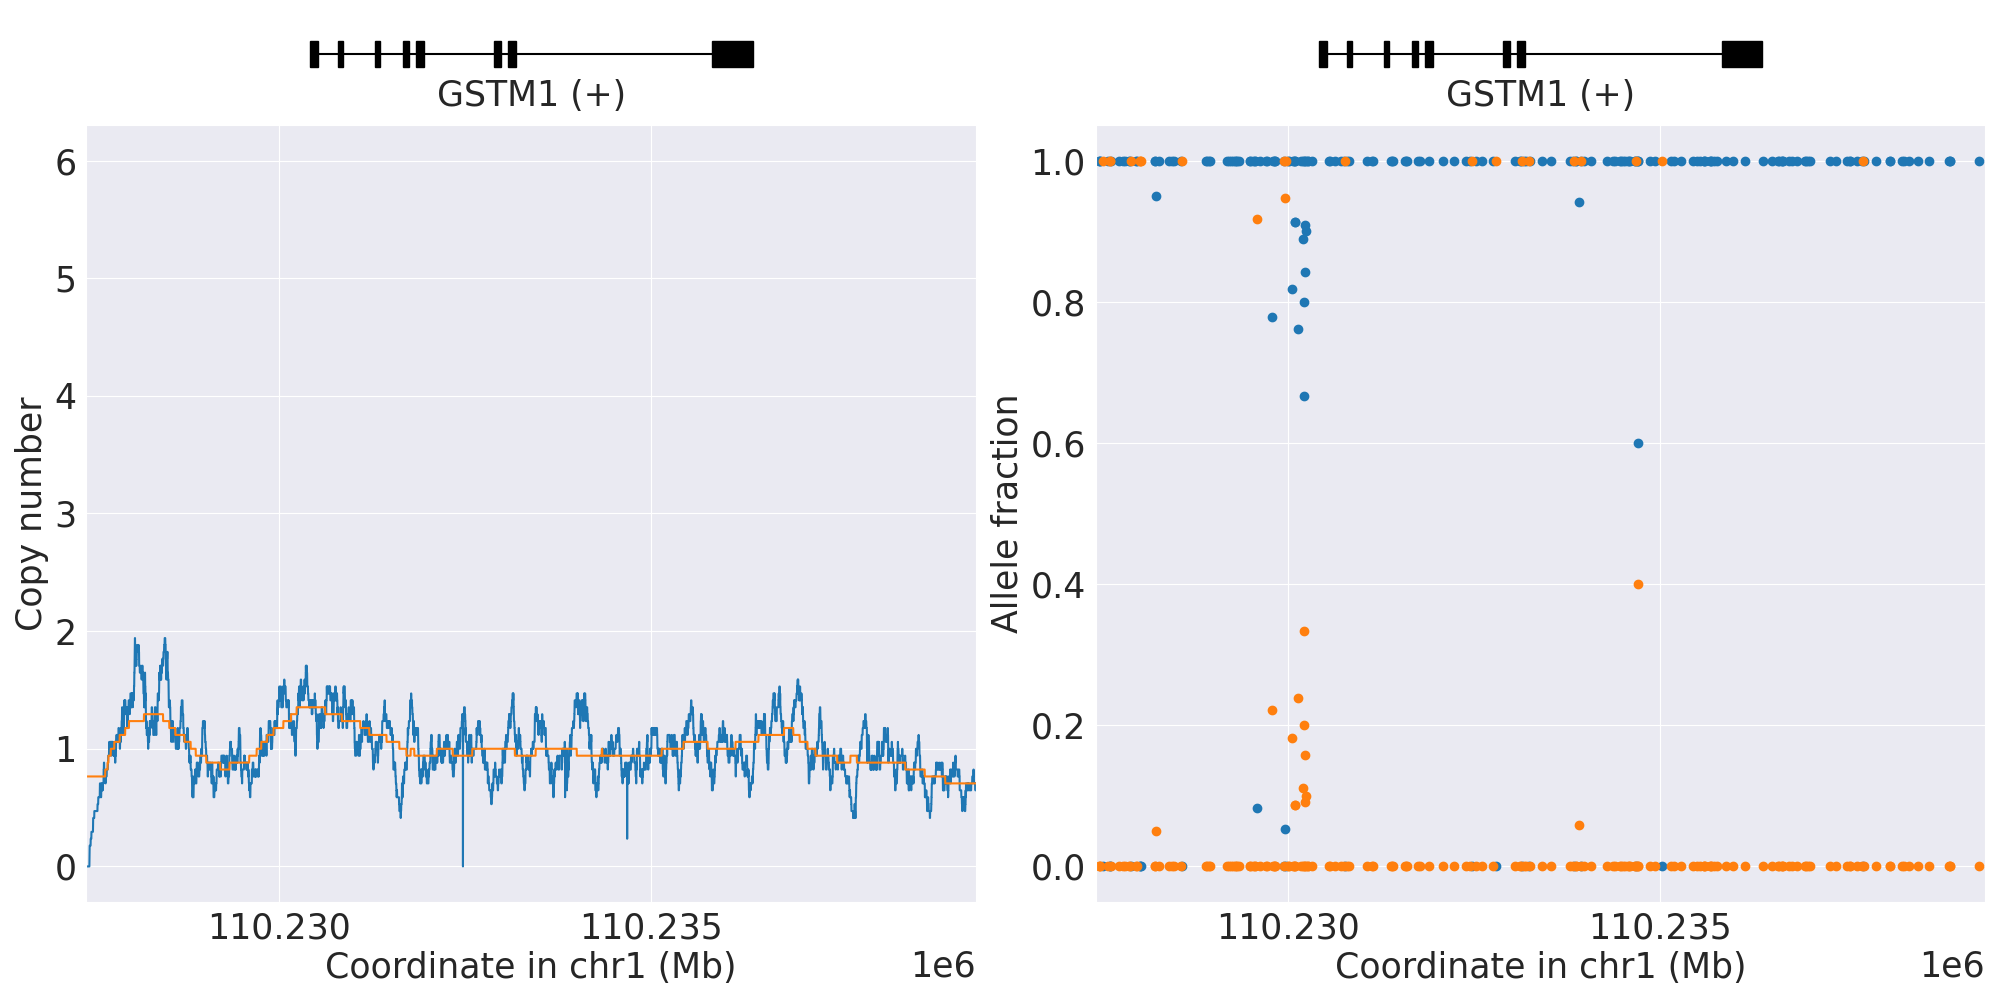 GSTM1 (+)
6
5
4
3
2
1
0
Copy number
110.230
110.235
Coordinate in chr1 (Mb)
1e6
GSTM1 (+)
1.0
0.8
0.6
0.4
0.2
0.0
Allele fraction
110.230
110.235
Coordinate in chr1 (Mb)
1e6